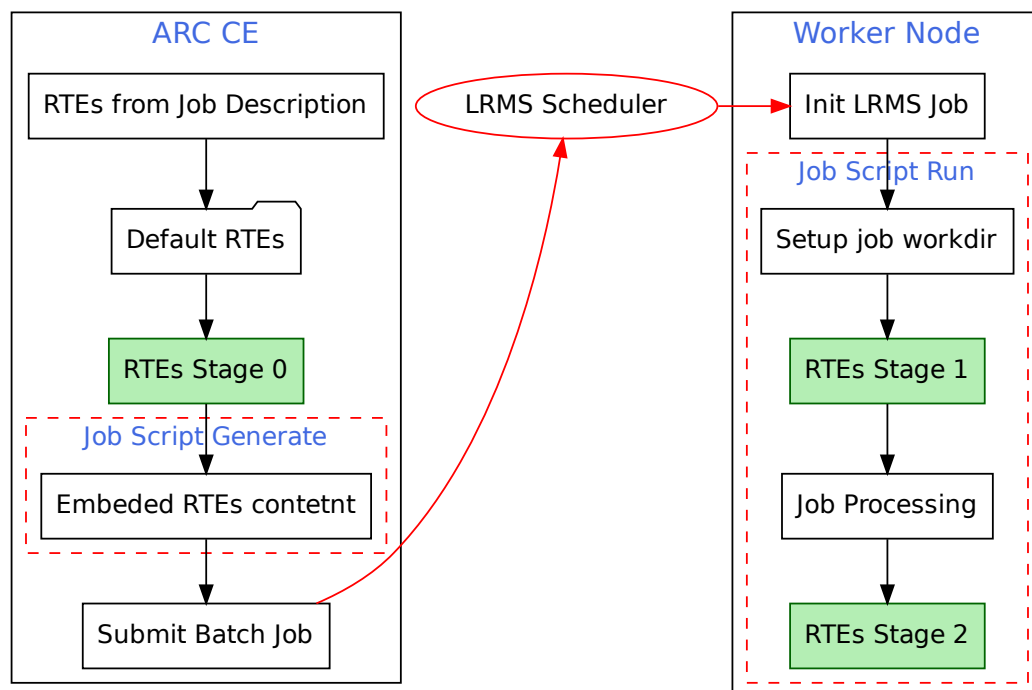 ARC CE
RTEs from Job Description
Default RTEs
RTEs Stage 0
Job Script Generate
Embeded RTEs contetnt
Submit Batch Job
LRMS Scheduler
Worker Node
Init LRMS Job
Job Script Run
Setup job workdir
RTEs Stage 1
Job Processing
RTEs Stage 2